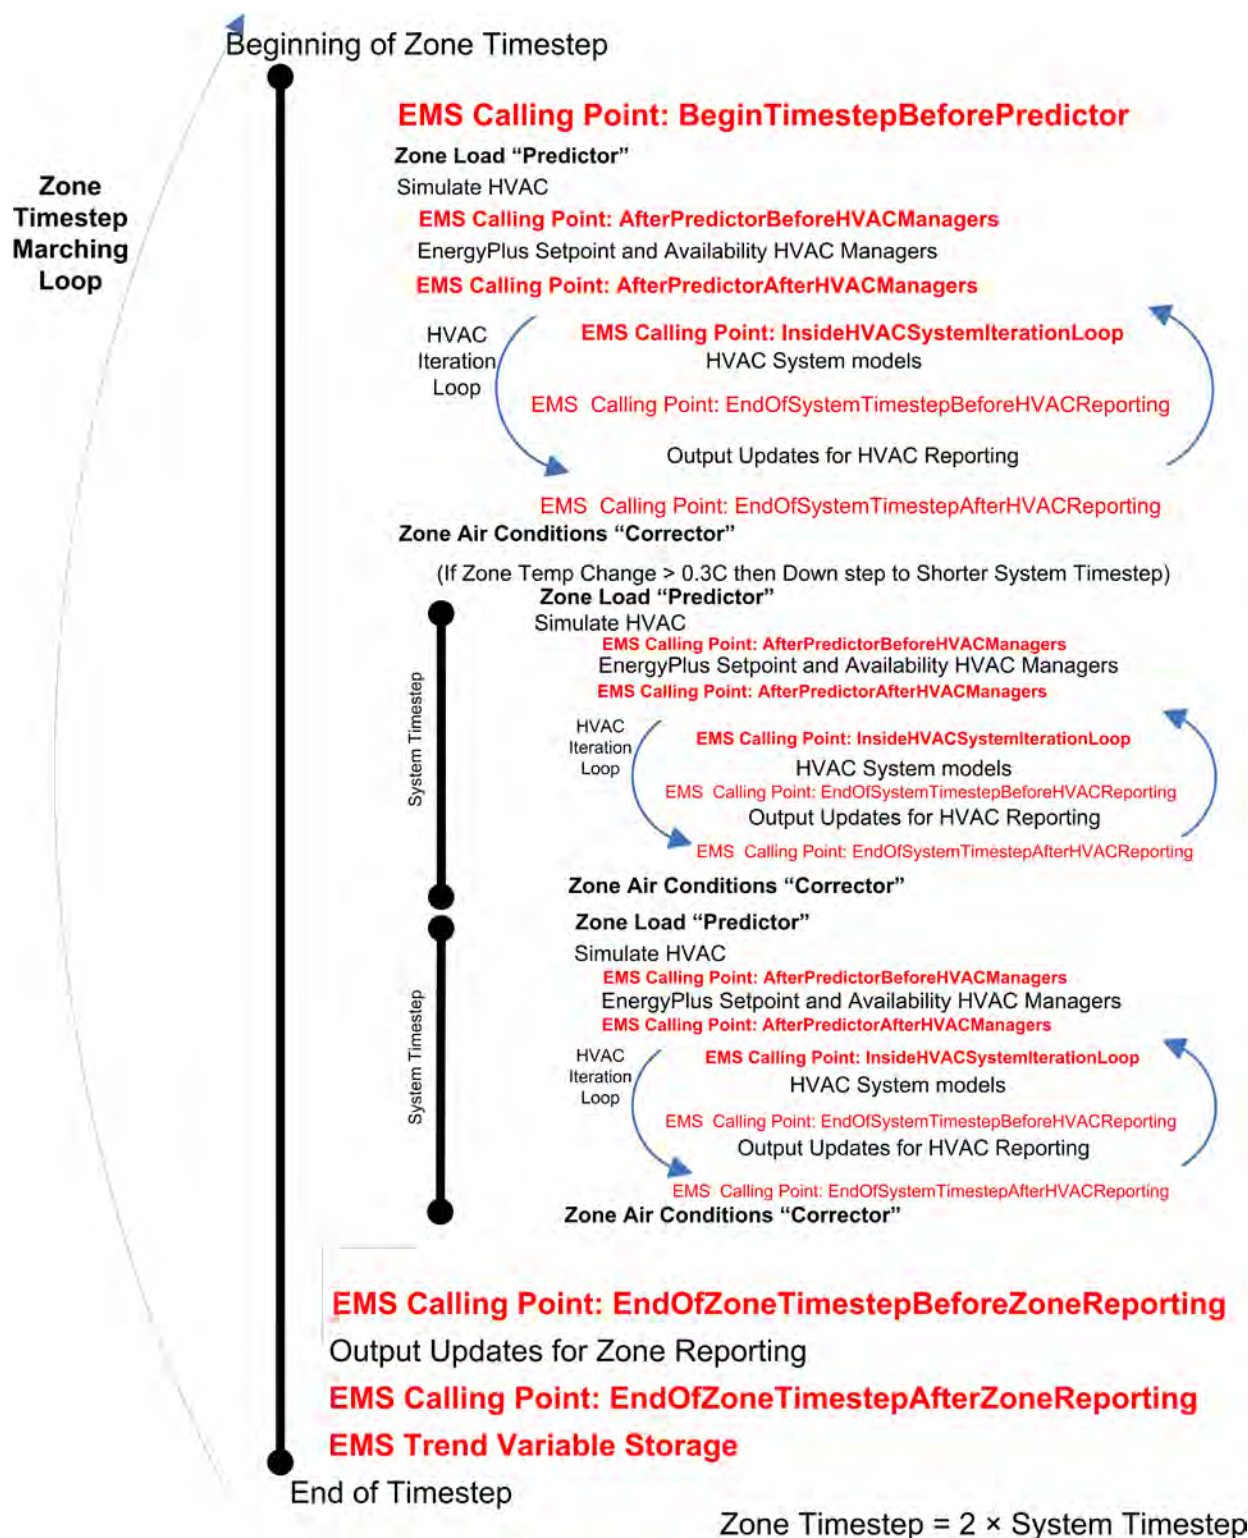 Beginning of Zone Timestep
EMS Calling Point: BeginTimestepBeforePredictor
Zone Load “Predictor”
Simulate HVAC
Zone
Timestep
Marching
Loop
EMS Calling Point: AfterPredictorBeforeHVACManagers
EnergyPlus Setpoint and Availability HVAC Managers
EMS Calling Point: AfterPredictorAfterHVACManagers
HVAC
Iteration
Loop
EMS Calling Point: InsideHVACSystemIterationLoop
HVAC System models
EMS Calling Point: EndOfSystemTimestepBeforeHVACReporting
Output Updates for HVAC Reporting
EMS Calling Point: EndOfSystemTimestepAfterHVACReporting
Zone Air Conditions “Corrector”
(If Zone Temp Change > 0.3C then Down step to Shorter System Timestep)
Zone Load “Predictor”
Simulate HVAC
EMS Calling Point: AfterPredictorBeforeHVACManagers
EnergyPlus Setpoint and Availability HVAC Managers
EMS Calling Point: AfterPredictorAfterHVACManagers
System Timestep
HVAC
Iteration
Loop
EMS Calling Point: InsideHVACSystemIterationLoop
HVAC System models
EMS Calling Point: EndOfSystemTimestepBeforeHVACReporting
Output Updates for HVAC Reporting
EMS Calling Point: EndOfSystemTimestepAfterHVACReporting
Zone Air Conditions “Corrector”
Zone Load “Predictor”
Simulate HVAC
EMS Calling Point: AfterPredictorBeforeHVACManagers
EnergyPlus Setpoint and Availability HVAC Managers
EMS Calling Point: AfterPredictorAfterHVACManagers
System Timestep
HVAC
Iteration
Loop
EMS Calling Point: InsideHVACSystemIterationLoop
HVAC System models
EMS Calling Point: EndOfSystemTimestepBeforeHVACReporting
Output Updates for HVAC Reporting
EMS Calling Point: EndOfSystemTimestepAfterHVACReporting
Zone Air Conditions “Corrector”
EMS Calling Point: EndOfZoneTimestepBeforeZoneReporting
Output Updates for Zone Reporting
EMS Calling Point: EndOfZoneTimestepAfterZoneReporting
EMS Trend Variable Storage
End of Timestep
Zone Timestep = 2 × System Timestep